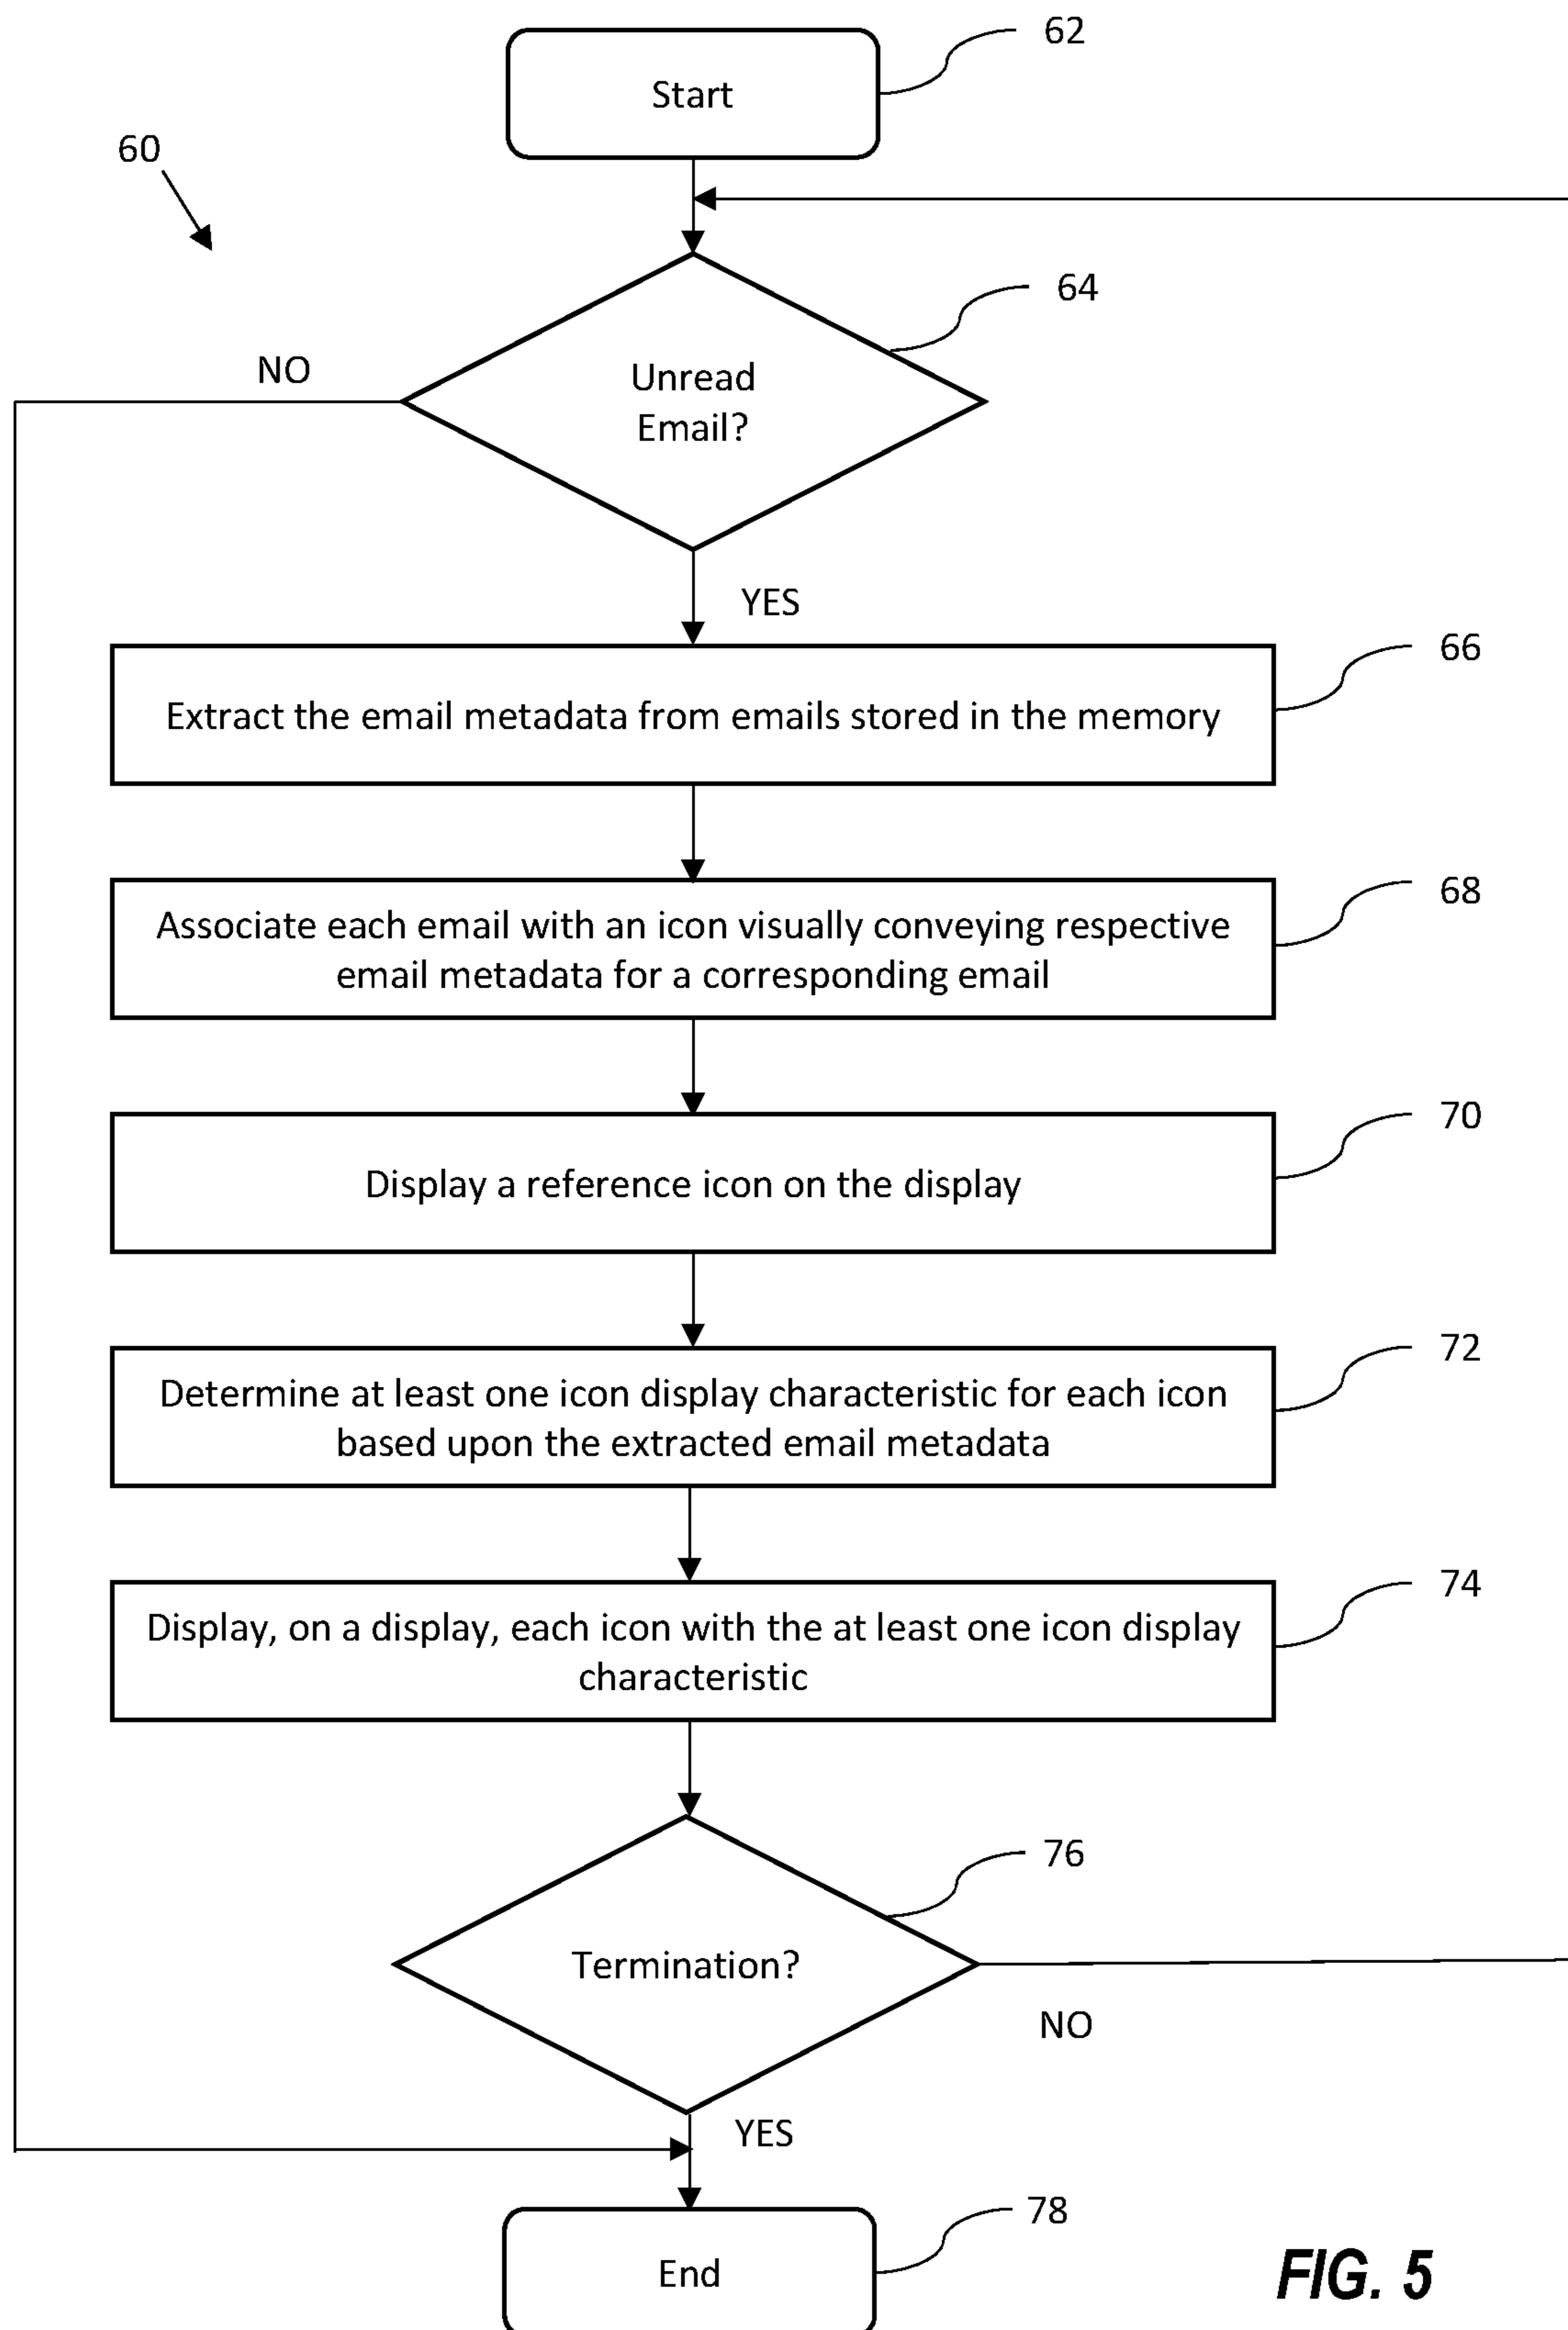 62
Start
60
64
NO
Unread
Email?
YES
66
Extract the email metadata from emails stored in the memory
68
Associate each email with an icon visually conveying respective
email metadata for a corresponding email
70
Display a reference icon on the display
72
Determine at least one icon display characteristic for each icon
based upon the extracted email metadata
74
Display, on a display, each icon with the at least one icon display
characteristic
76
Termination?
NO
YES
78
End
FIG. 5